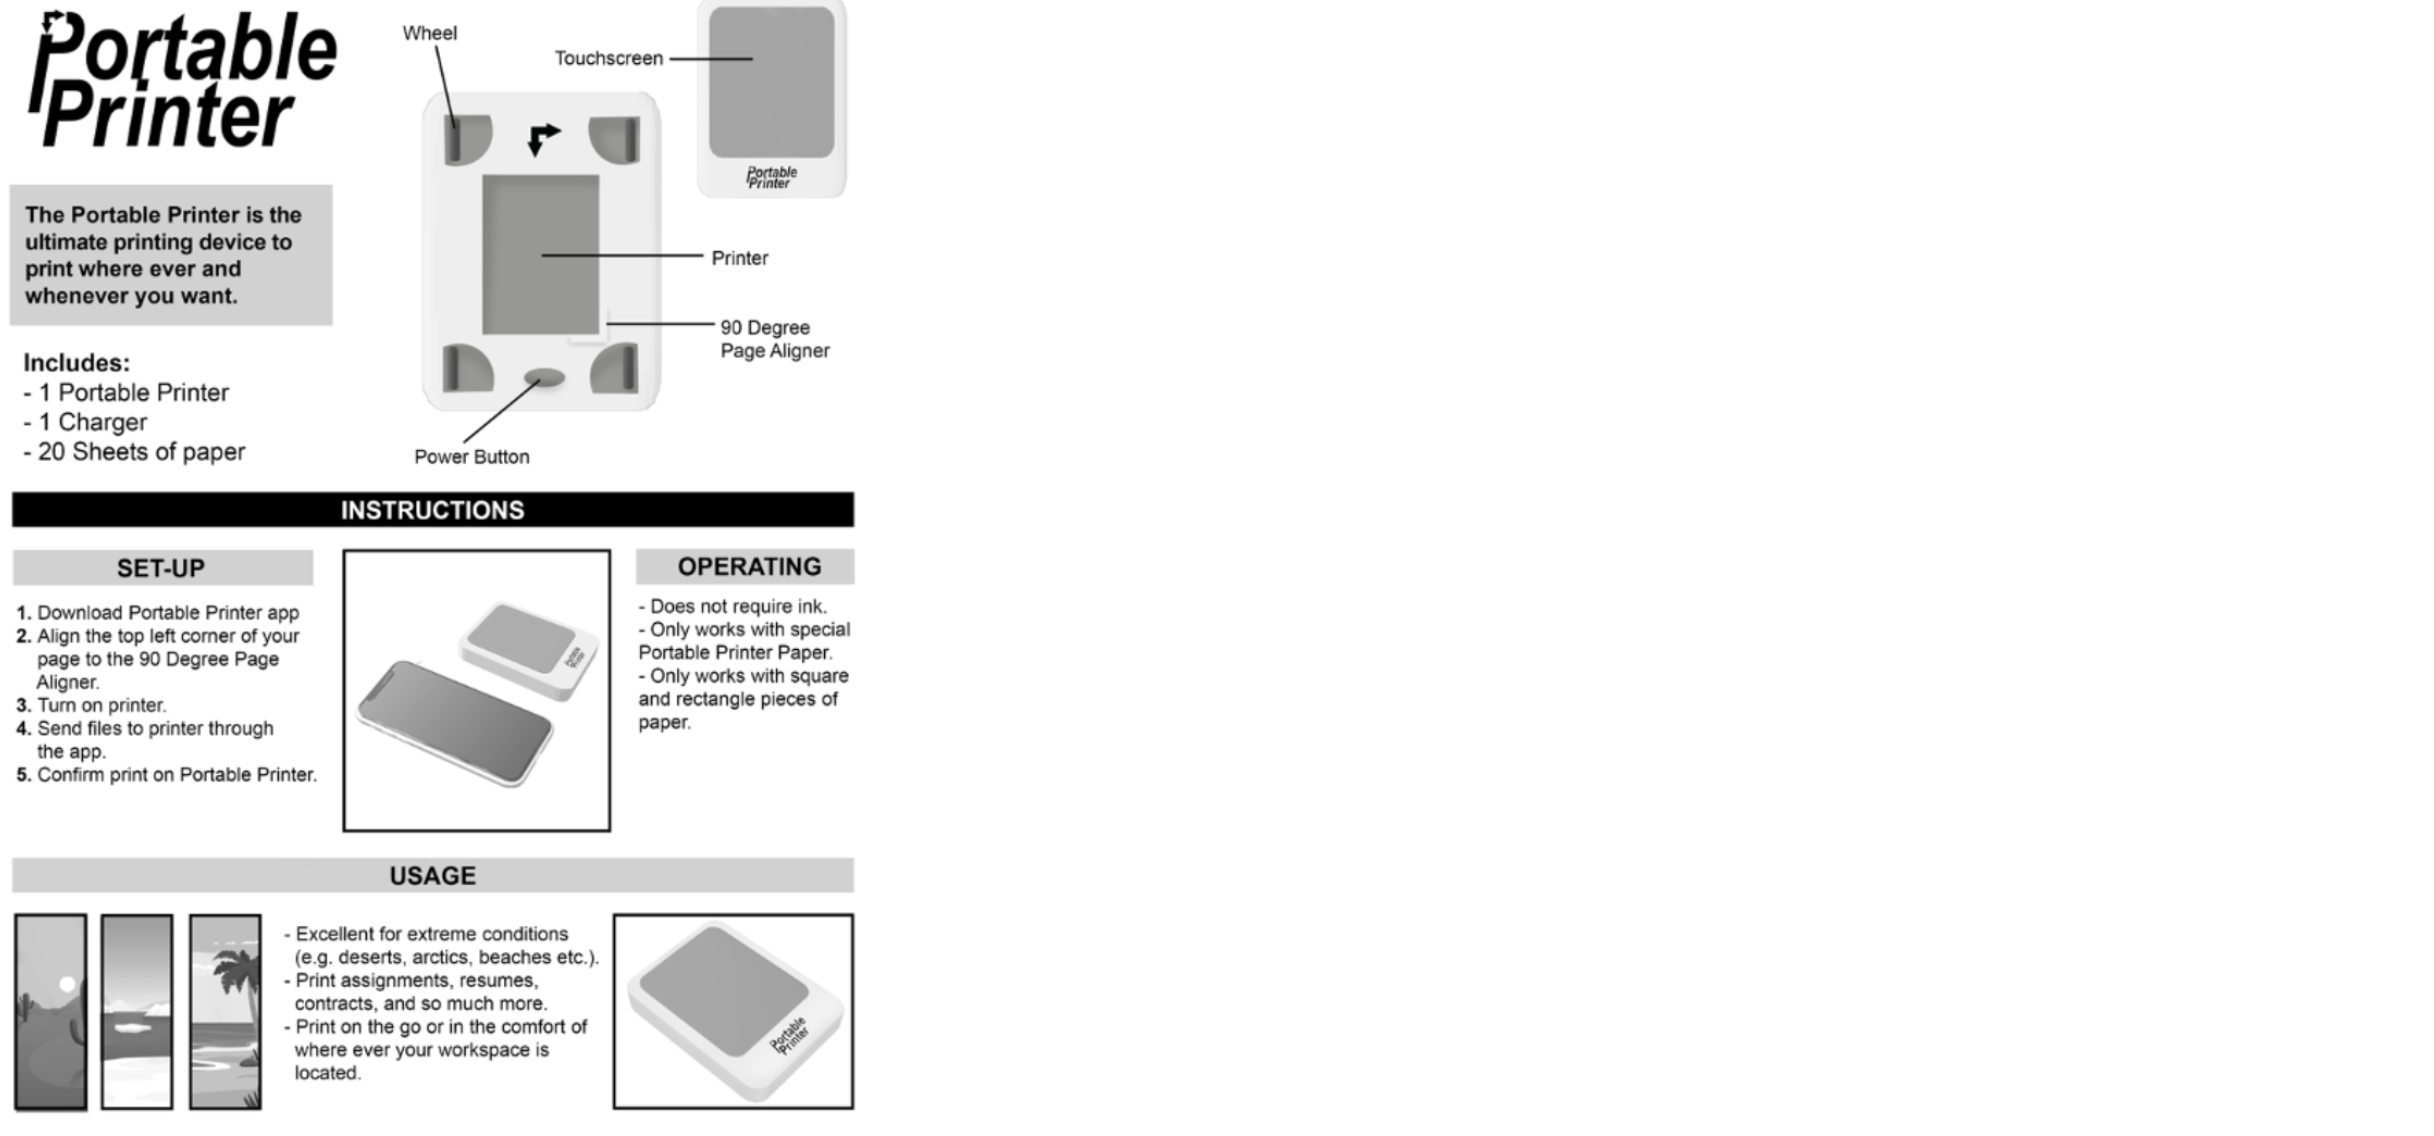 Portable
Printer
The Portable Printer is the
ultimate printing device to
print where ever and
whenever you want.
Includes:
- 1 Portable Printer
- 1 Charger
- 20 Sheets of paper
Wheel
Touchscreen
Portable
Printer
Printer
90 Degree
Page Aligner
Power Button
INSTRUCTIONS
SET-UP
1. Download Portable Printer app
2. Align the top left corner of your
page to the 90 Degree Page
Aligner.
3. Turn on printer.
4. Send files to printer through
the app.
5. Confirm print on Portable Printer.
Portable
Printer
OPERATING
- Does not require ink.
- Only works with special
Portable Printer Paper.
- Only works with square
and rectangle pieces of
paper.
USAGE
- Excellent for extreme conditions
(e.g. deserts, arctics, beaches etc.).
- Print assignments, resumes,
contracts, and so much more.
- Print on the go or in the comfort of
where ever your workspace is
located.
Portable
Printer